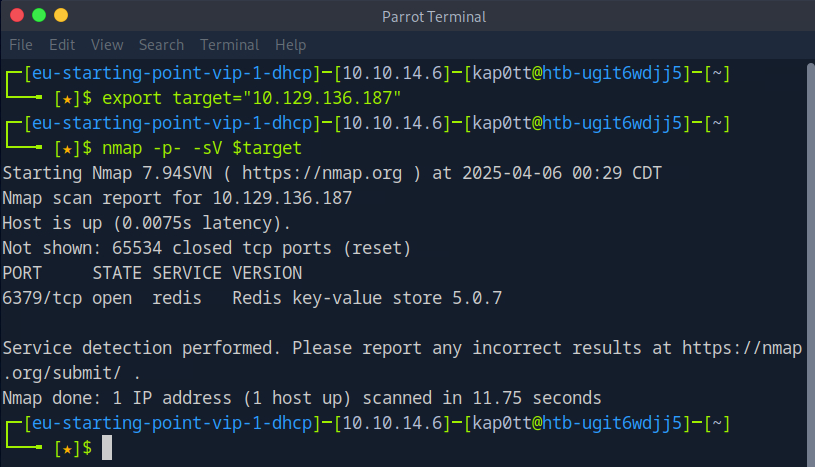 Parrot Terminal
File Edit View Search Terminal Help
┌─[eu-starting-point-vip-1-dhcp]─[10.10.14.6]─[kap0tt@htb-ugit6wdjj5]─[~]
└──╼ [★]$ export target="10.129.136.187"
┌─[eu-starting-point-vip-1-dhcp]─[10.10.14.6]─[kap0tt@htb-ugit6wdjj5]─[~]
└──╼ [★]$ nmap -p- -sV $target
Starting Nmap 7.94SVN ( https://nmap.org ) at 2025-04-06 00:29 CDT
Nmap scan report for 10.129.136.187
Host is up (0.0075s latency).
Not shown: 65534 closed tcp ports (reset)
PORT     STATE SERVICE VERSION
6379/tcp open  redis   Redis key-value store 5.0.7
Service detection performed. Please report any incorrect results at https://nmap
.org/submit/ .
Nmap done: 1 IP address (1 host up) scanned in 11.75 seconds
┌─[eu-starting-point-vip-1-dhcp]─[10.10.14.6]─[kap0tt@htb-ugit6wdjj5]─[~]
└──╼ [★]$